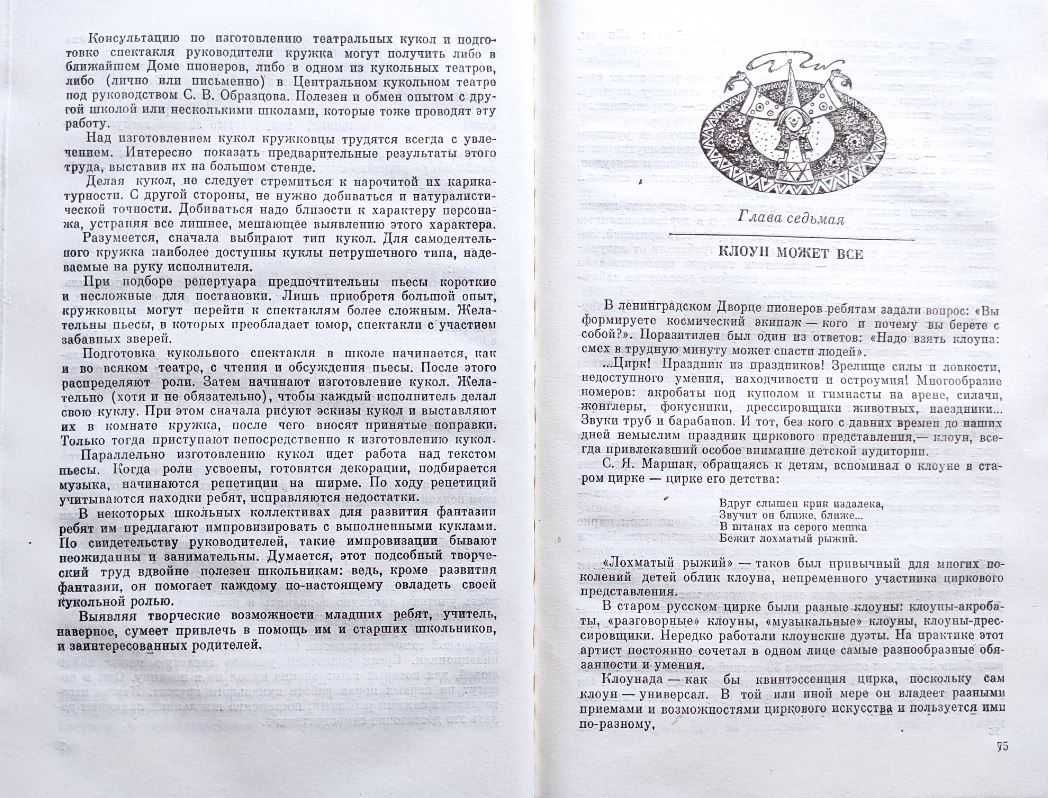 Консультацию по изготовлению театральных кукол и подго-
товке спектакля руководители кружка могут получить либо в
ближайшем Доме пионеров, либо в одном из кукольных театров,
либо (лично или письменно) в Центральном кукольном театре
под руководством С. В. Образцова. Полезен и обмен опытом с дру-
гой школой или несколькими школами, которые тоже проводят эту
работу.
Над изготовлением кукол кружковцы трудятся всегда с увле-
чением. Интересно показать предварительные результаты этого
труда, выставив их на большом стенде.
Делая кукол, не следует стремиться к нарочитой их карика-
турности. С другой стороны, не нужно добиваться и натуралисти-
ческой точности. Добиваться надо близости к характеру персона-
жа, устраняя все лишнее, мешающее выявлению этого характера.
Разумеется, сначала выбирают тип кукол. Для самодеятель-
ного кружка наиболее доступны куклы петрушечного типа, наде-
ваемые на руку исполнителя.
При подборе репертуара предпочтительны пьесы короткие
и несложные для постановки. Лишь приобретя большой опыт,
кружковцы могут перейти к спектаклям более сложным. Жела-
тельны пьесы, в которых преобладает юмор, спектакли с участием
забавных зверей.
Подготовка кукольного спектакля в школе начинается, как
и во всяком театре, с чтения и обсуждения пьесы. После этого
распределяют роли. Затем начинают изготовление кукол. Жела-
тельно (хотя и не обязательно), чтобы каждый исполнитель делал
свою куклу. При этом сначала рисуют эскизы кукол и выставляют
их в комнате кружка, после чего вносят принятые поправки.
Только тогда приступают непосредственно к изготовлению кукол.
Параллельно изготовлению кукол идет работа над текстом
пьесы. Когда роли усвоены, готовятся декорации, подбирается
музыка, начинаются репетиции на ширме. По ходу репетиций
учитываются находки ребят, исправляются недостатки.
В некоторых школьных коллективах для развития фантазии
ребят им предлагают импровизировать с выполненными куклами.
По свидетельству руководителей, такие импровизации бывают
неожиданны и занимательны. Думается, этот подсобный творче-
ский труд вдвойне полезен школьникам: ведь, кроме развития
фантазии, он помогает каждому по-настоящему овладеть своей
кукольной ролью.
Выявляя творческие возможности младших ребят, учитель,
наверное, сумеет привлечь в помощь им и старших школьников,
и заинтересованных родителей.
Глава седьмая
КЛОУН МОЖЕТ ВСЕ
В ленинградском Дворце пионеров ребятам задали вопрос: «Вы
формируете космический экипаж — кого и почему вы берете с
собой?». Поразителен был один из ответов: «Надо взять клоуна:
смех в трудную минуту может спасти людей».
...Цирк! Праздник из праздников! Зрелище силы и ловкости,
недоступного умения, находчивости и остроумия! Многообразие
номеров: акробаты под куполом и гимнасты на арене, силачи,
жонглеры, фокусники, дрессировщики животных, наездники...
Звуки труб и барабанов. И тот, без кого с давних времен до наших
дней немыслим праздник циркового представления,— клоун, все-
гда привлекавший особое внимание детской аудитории.
С. Я. Маршак, обращаясь к детям, вспоминал о клоуне в ста-
ром цирке — цирке его детства:
Вдруг слышен крик издалека,
Звучит он ближе, ближе...
В штанах из серого мешка
Бежит лохматый рыжий.
«Лохматый рыжий» — таков был привычный для многих по-
колений детей облик клоуна, непременного участника циркового
представления.
В старом русском цирке были разные клоуны: клоуны-акроба-
ты, «разговорные» клоуны, «музыкальные» клоуны, клоуны-дрес-
сировщики. Нередко работали клоунские дуэты. На практике этот
артист постоянно сочетал в одном лице самые разнообразные обя-
занности и умения.
Клоунада — как бы квинтэссенция цирка, поскольку сам
клоун — универсал. В той или иной мере он владеет разными
приемами и возможностями циркового искусства и пользуется ими
по-разному,
75